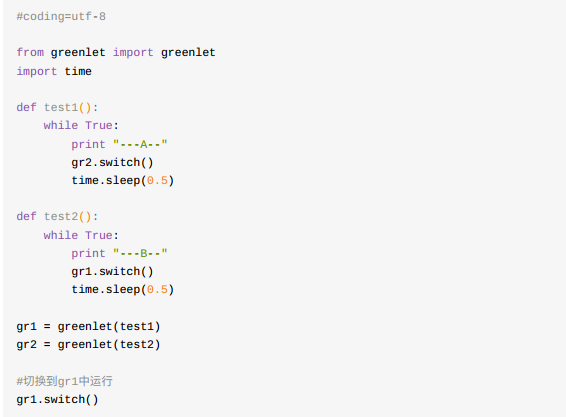 #coding=utf-8
from greenlet import greenlet
import time
def test1():
while True:
print "---A--"
gr2.switch()
time.sleep(0.5)
def test2():
while True:
print "---B--"
gr1.switch()
time.sleep(0.5)
gr1 = greenlet(test1)
gr2 = greenlet(test2)
#切换到gr1中运行
gr1.switch()